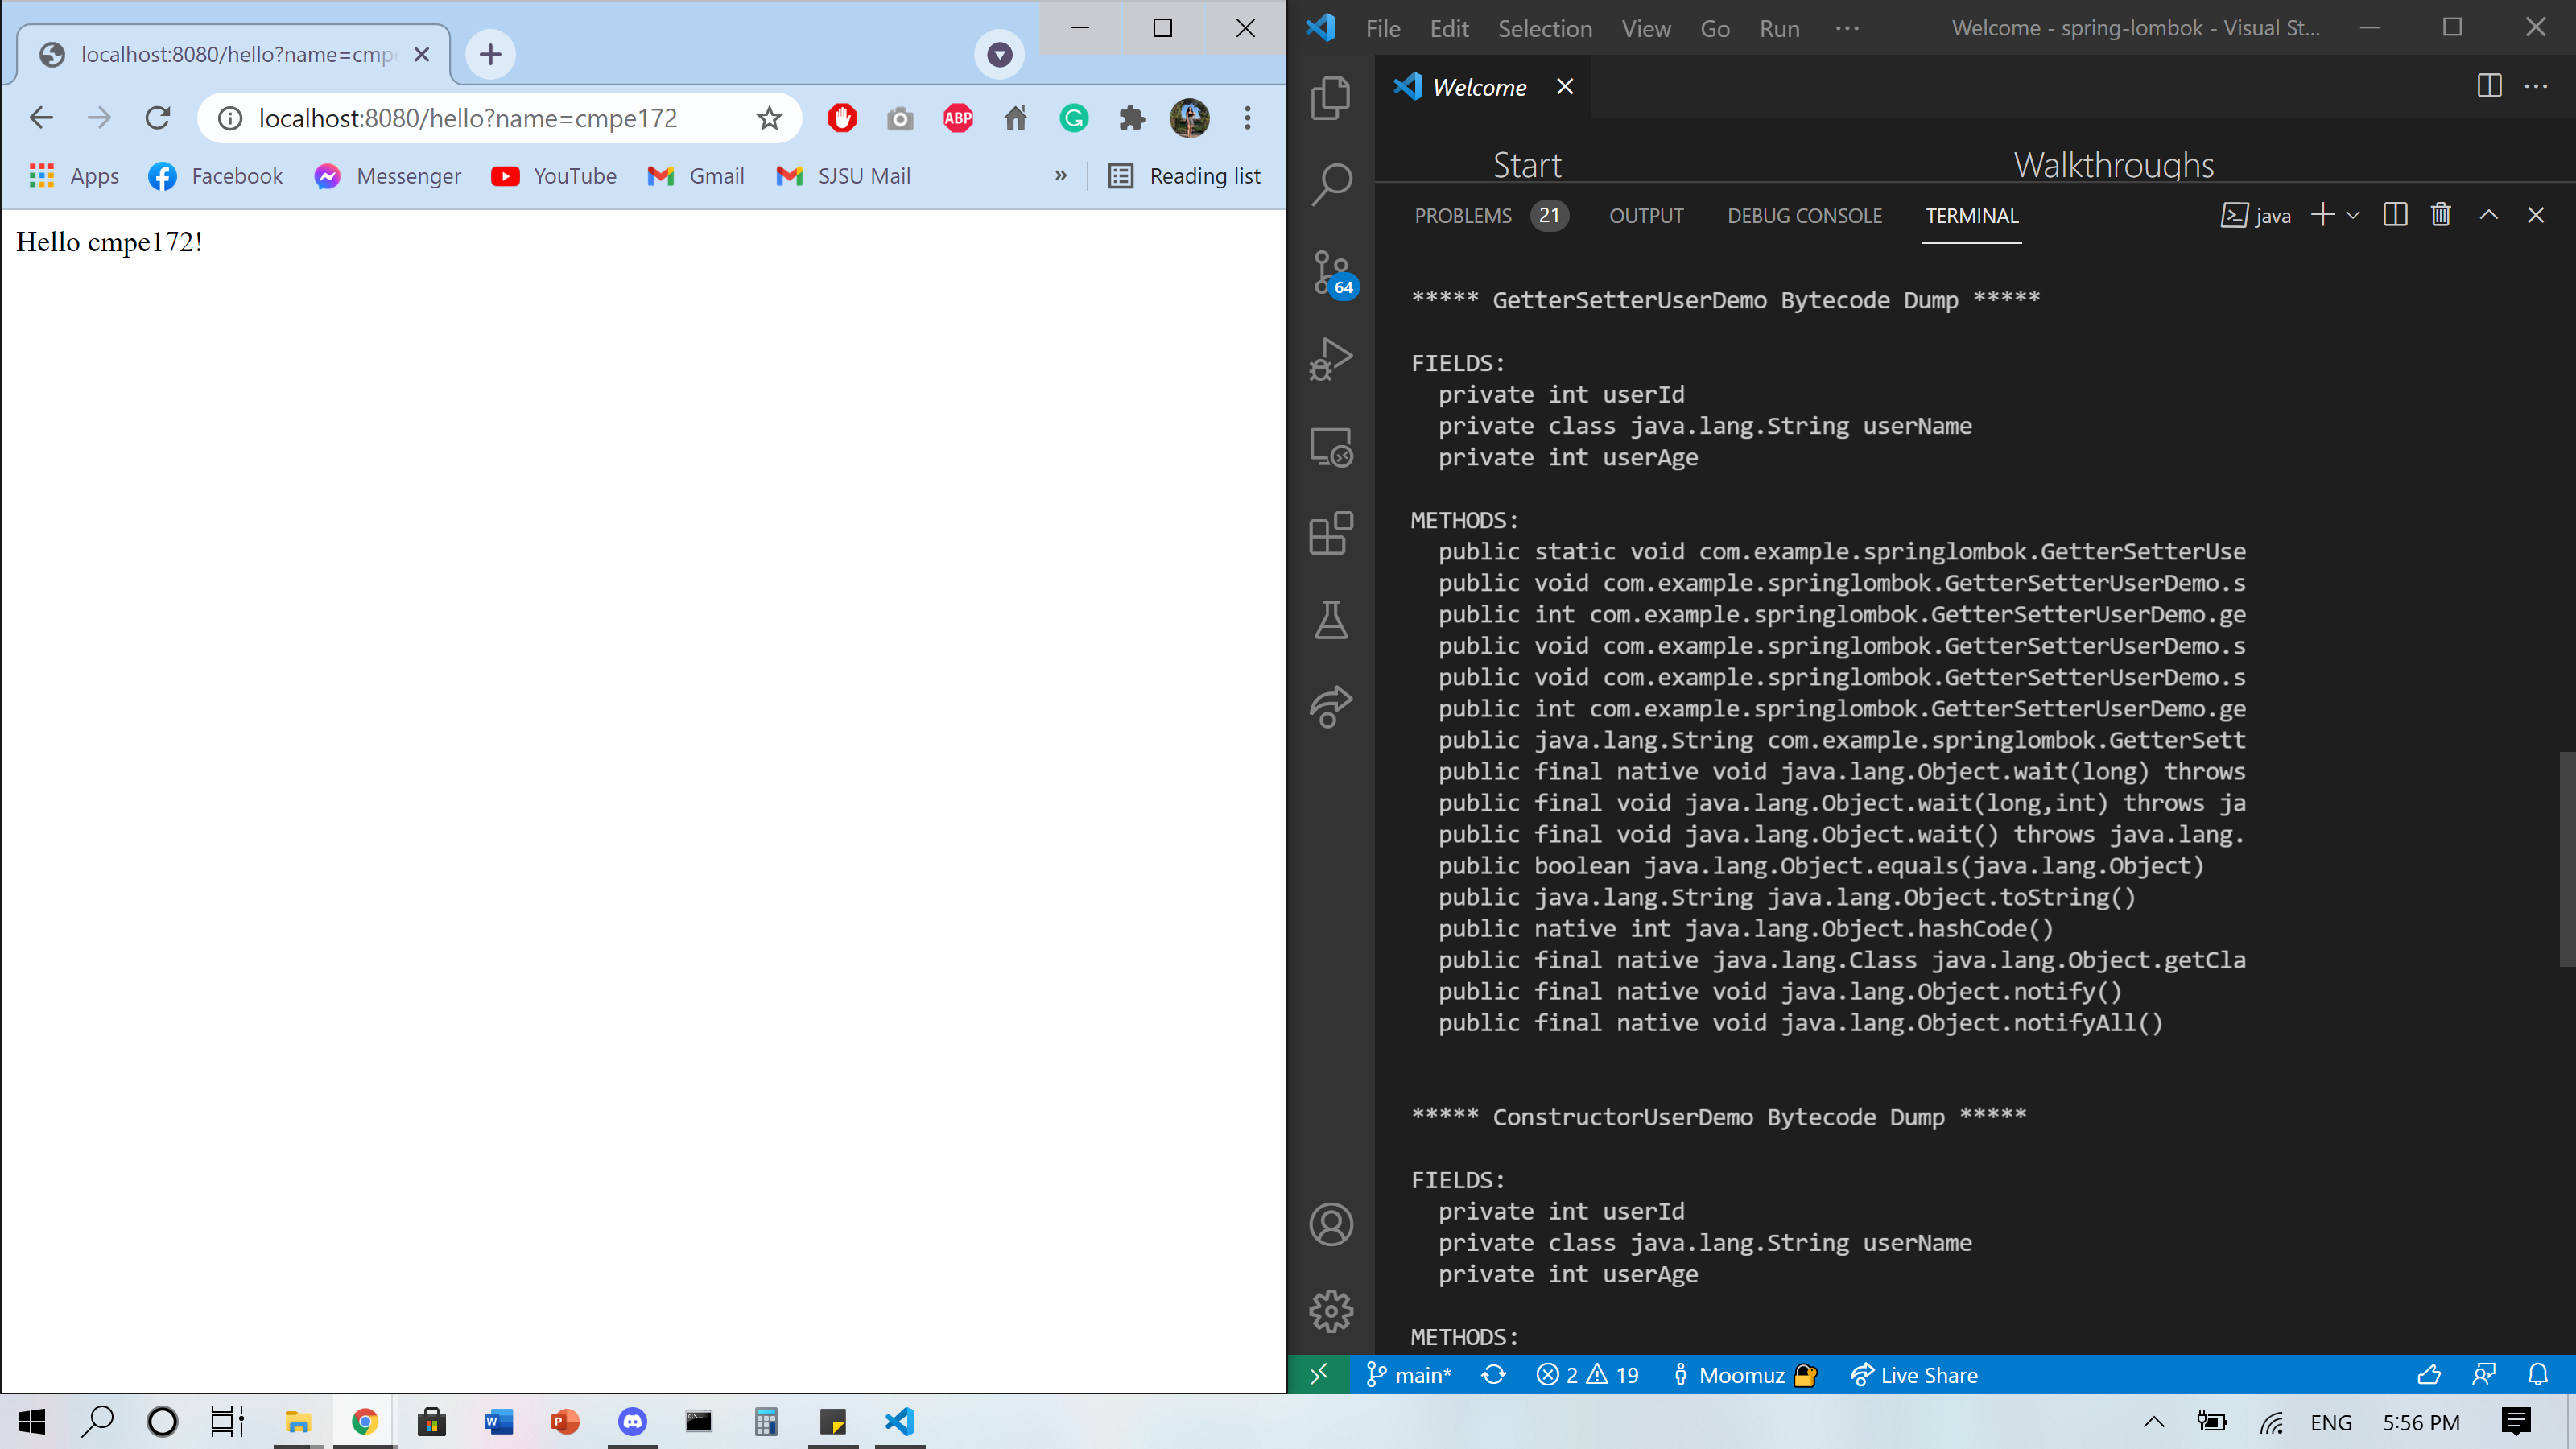 localhost:8080/hello?name=cmp
localhost:8080/hello?name=cmpe172
ABP
Apps
Facebook
Messenger
YouTube
Gmail
SJSU Mail
»
Reading list
Hello cmpe172!
File Edit Selection View Go Run ···
Welcome - spring-lombok - Visual St...
Welcome
Start
Walkthroughs
PROBLEMS 21 OUTPUT DEBUG CONSOLE TERMINAL
java
64
***** GetterSetterUserDemo Bytecode Dump *****
FIELDS:
private int userId
private class java.lang.String userName
private int userAge
METHODS:
public static void com.example.springlombok.GetterSetterUse
public void com.example.springlombok.GetterSetterUserDemo.s
public int com.example.springlombok.GetterSetterUserDemo.ge
public void com.example.springlombok.GetterSetterUserDemo.s
public void com.example.springlombok.GetterSetterUserDemo.s
public int com.example.springlombok.GetterSetterUserDemo.ge
public java.lang.String com.example.springlombok.GetterSett
public final native void java.lang.Object.wait(long) throws
public final void java.lang.Object.wait(long,int) throws ja
public final void java.lang.Object.wait() throws java.lang.
public boolean java.lang.Object.equals(java.lang.Object)
public java.lang.String java.lang.Object.toString()
public native int java.lang.Object.hashCode()
public final native java.lang.Class java.lang.Object.getCla
public final native void java.lang.Object.notify()
public final native void java.lang.Object.notifyAll()
***** ConstructorUserDemo Bytecode Dump *****
FIELDS:
private int userId
private class java.lang.String userName
private int userAge
METHODS:
main* 2 19 Moomuz Live Share
ENG 5:56 PM